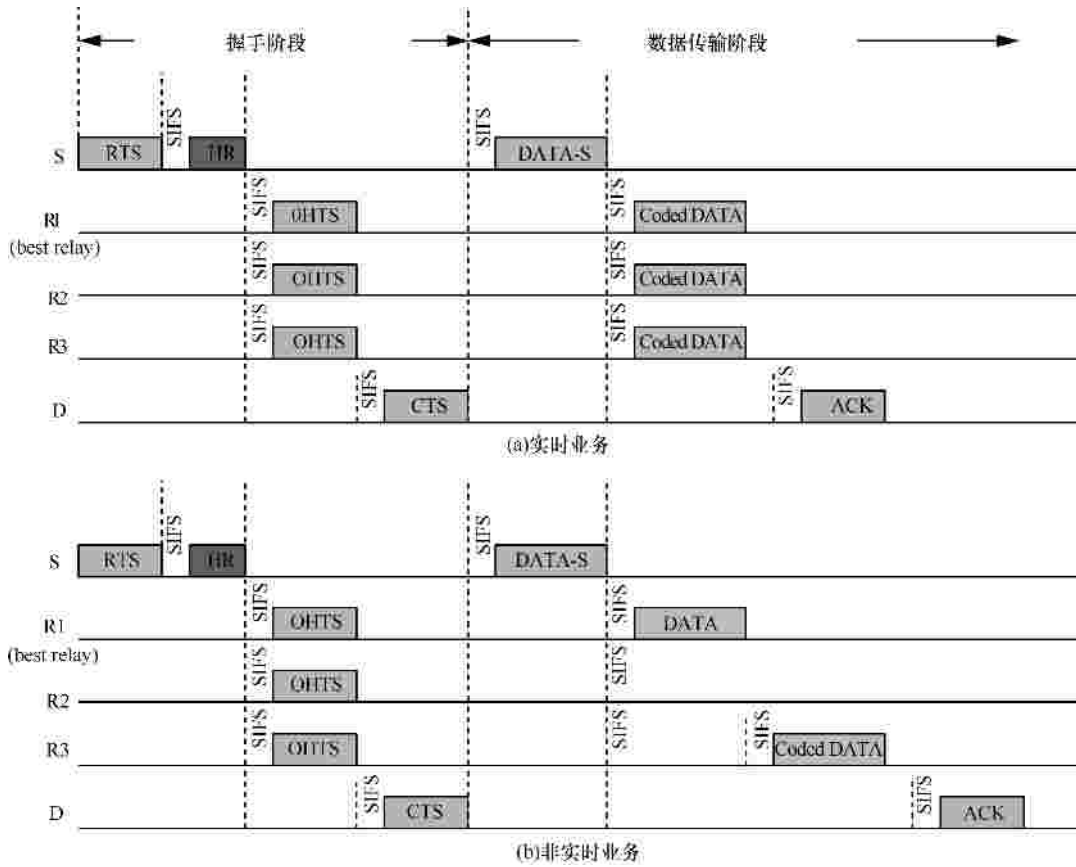 握手阶段 数据传输阶段
SIFS SIFS
S RTS HR DATA-S
SIFS SIFS
R1 0HTS Coded DATA
(best relay)
SIFS SIFS
OHTS Coded DATA
R2
SIFS SIFS
R3 OHTS Coded DATA
SIFS SIFS
D CTS ACK
(a)实时业务
SIFS SIFS
S RTS HR DATA-S
SIFS SIFS
R1 OHTS DATA
(best relay)
SIFS SIFS
OHTS
R2
SIFS SIFS SIFS
R3 OHTS Coded DATA
SIFS SIFS
D CTS ACK
(b)非实时业务